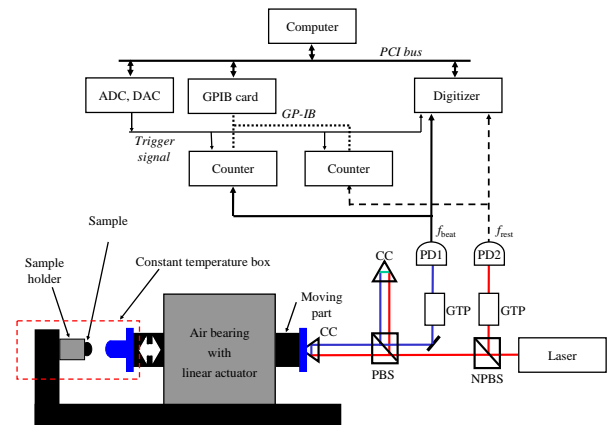 Computer
PCI bus
ADC, DAC
GPIB card
Digitizer
GP-IB
Trigger
signal
Counter
Counter
Sample
f_beat
f_rest
PD1
PD2
CC
Sample
holder
Constant temperature box
Moving
part
GTP
GTP
CC
Air bearing
with
linear actuator
Laser
PBS
NPBS